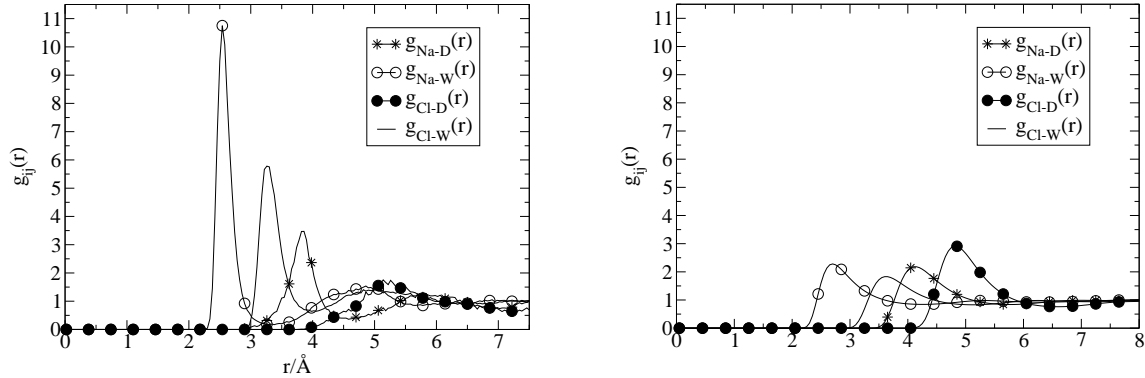 11
10
9
8
7
6
5
4
3
2
1
0
g_ij(r)
0 1 2 3 4 5 6 7
r/Å
g_Na-D(r)
g_Na-W(r)
g_Cl-D(r)
g_Cl-W(r)
11
10
9
8
7
6
5
4
3
2
1
0
g_ij(r)
0 1 2 3 4 5 6 7 8
g_Na-D(r)
g_Na-W(r)
g_Cl-D(r)
g_Cl-W(r)